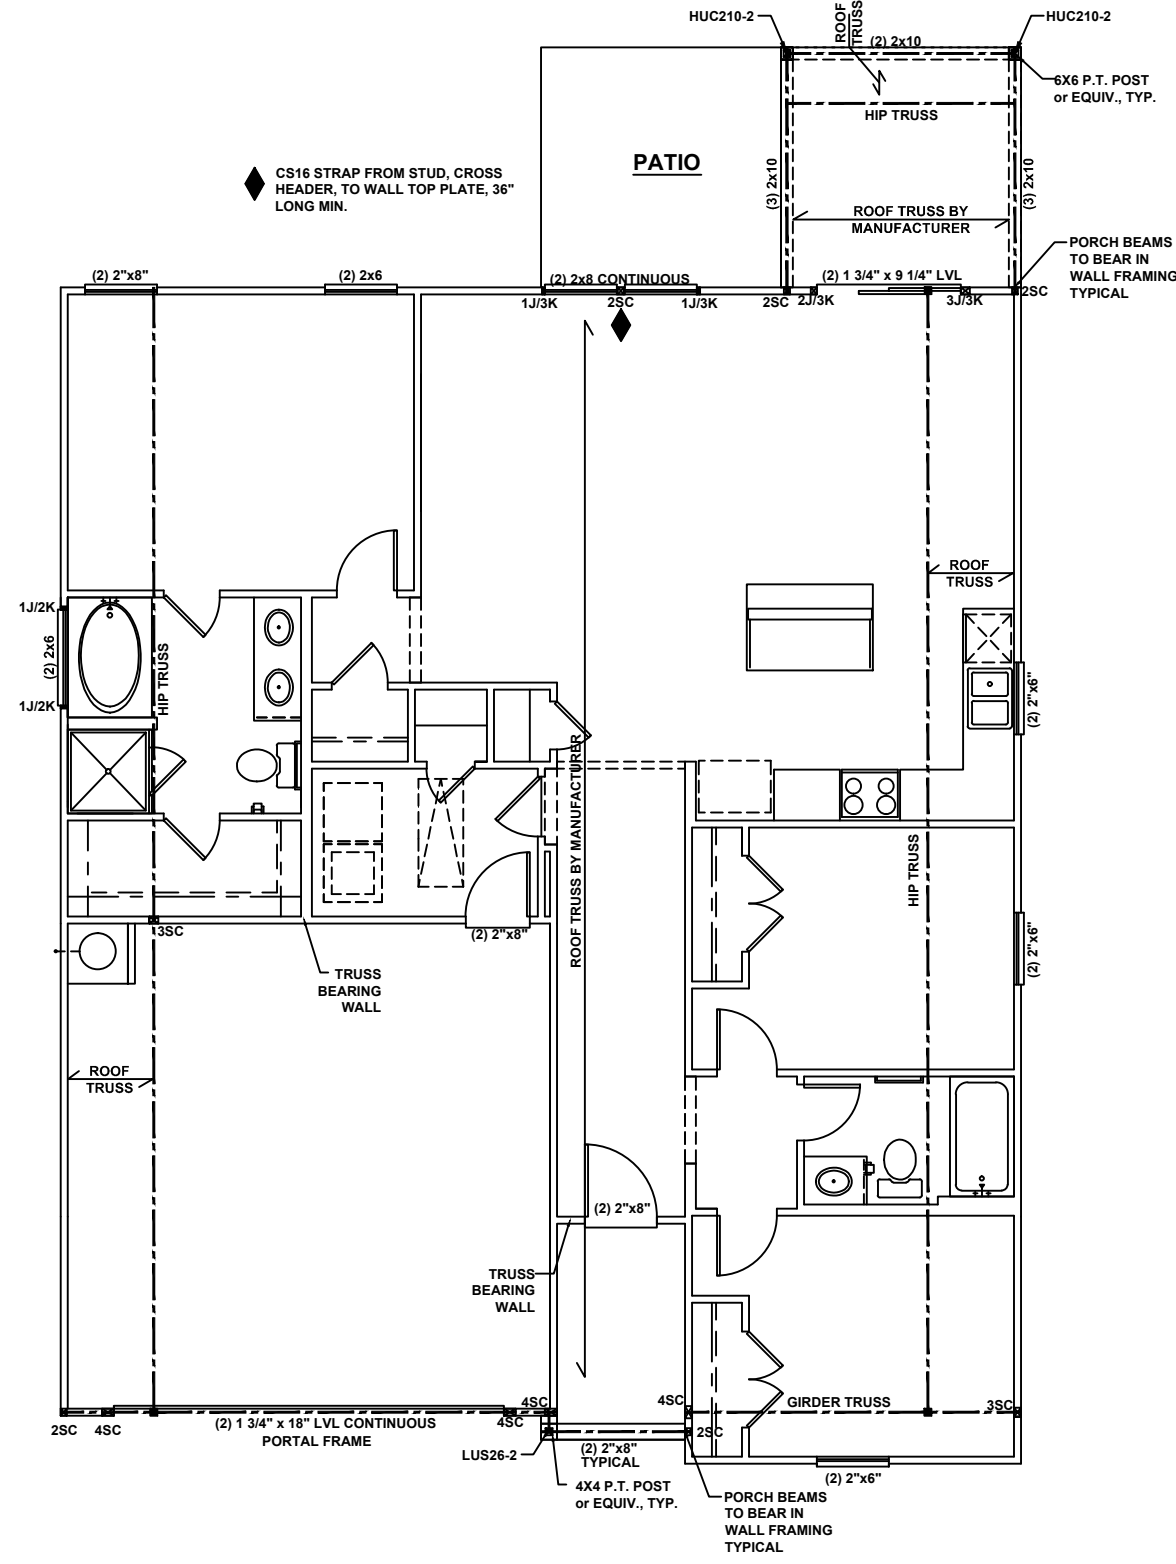 HUC210-2
ROOF
TRUSS
(2) 2x10
HUC210-2
6X6 P.T. POST
or EQUIV., TYP.
HIP TRUSS
PATIO
CS16 STRAP FROM STUD, CROSS
HEADER, TO WALL TOP PLATE, 36"
LONG MIN.
(3) 2x10
(3) 2x10
ROOF TRUSS BY
MANUFACTURER
PORCH BEAMS
TO BEAR IN
WALL FRAMING
TYPICAL
(2) 2"x8"
(2) 2x6
(2) 2x8 CONTINUOUS
(2) 1 3/4" x 9 1/4" LVL
1J/3K
2SC
1J/3K
2SC
2J/3K
3J/3K
2SC
ROOF
TRUSS
1J/2K
(2) 2x6
HIP TRUSS
1J/2K
(2) 2"x6"
ROOF TRUSS BY MANUFACTURER
HIP TRUSS
3SC
(2) 2"x8"
(2) 2"x6"
TRUSS
BEARING
WALL
ROOF
TRUSS
(2) 2"x8"
TRUSS
BEARING
WALL
GIRDER TRUSS
4SC
4SC
3SC
2SC
4SC
(2) 1 3/4" x 18" LVL CONTINUOUS
PORTAL FRAME
4SC
2SC
LUS26-2
(2) 2"x8"
TYPICAL
(2) 2"x6"
4X4 P.T. POST
or EQUIV., TYP.
PORCH BEAMS
TO BEAR IN
WALL FRAMING
TYPICAL